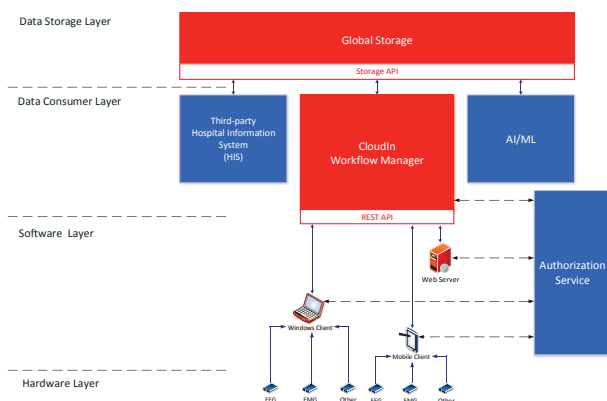 Data Storage Layer
Global Storage
Storage API
Data Consumer Layer
Third-party
Hospital Information
System
(HIS)
CloudIn
Workflow Manager
AI/ML
REST API
Software Layer
Web Server
Authorization
Service
Windows Client
Mobile Client
Hardware Layer
EEG
EMG
Other
EEG
EMG
Other